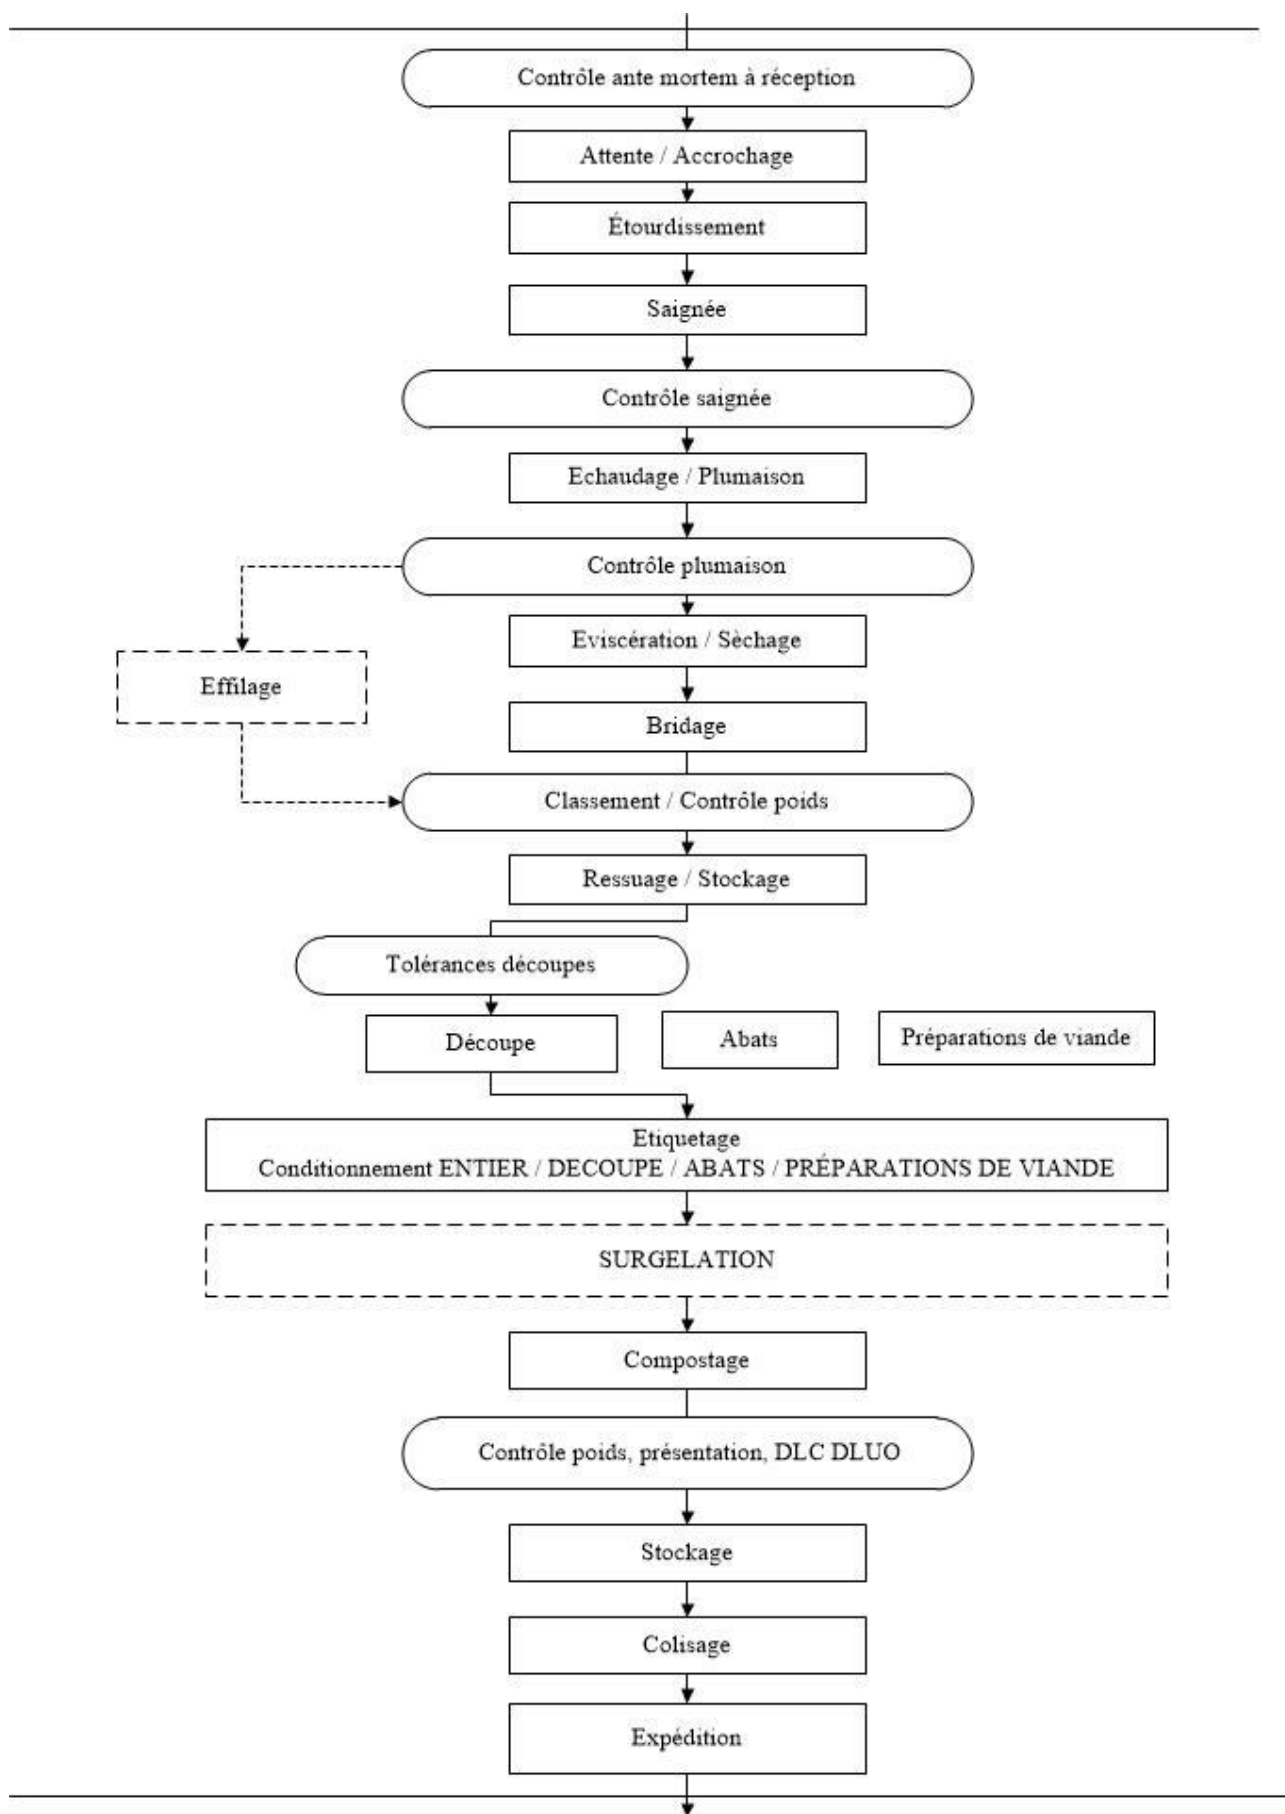 Contrôle ante mortem à réception
Attente / Accrochage
Étourdissement
Saignée
Contrôle saignée
Echaudage / Plumaison
Contrôle plumaison
Eviscération / Sèchage
Effilage
Bridage
Classement / Contrôle poids
Ressuage / Stockage
Tolérances découpes
Découpe
Abats
Préparations de viande
Etiquetage
Conditionnement ENTIER / DECOUPE / ABATS / PRÉPARATIONS DE VIANDE
SURGELATION
Compostage
Contrôle poids, présentation, DLC DLUO
Stockage
Colisage
Expédition